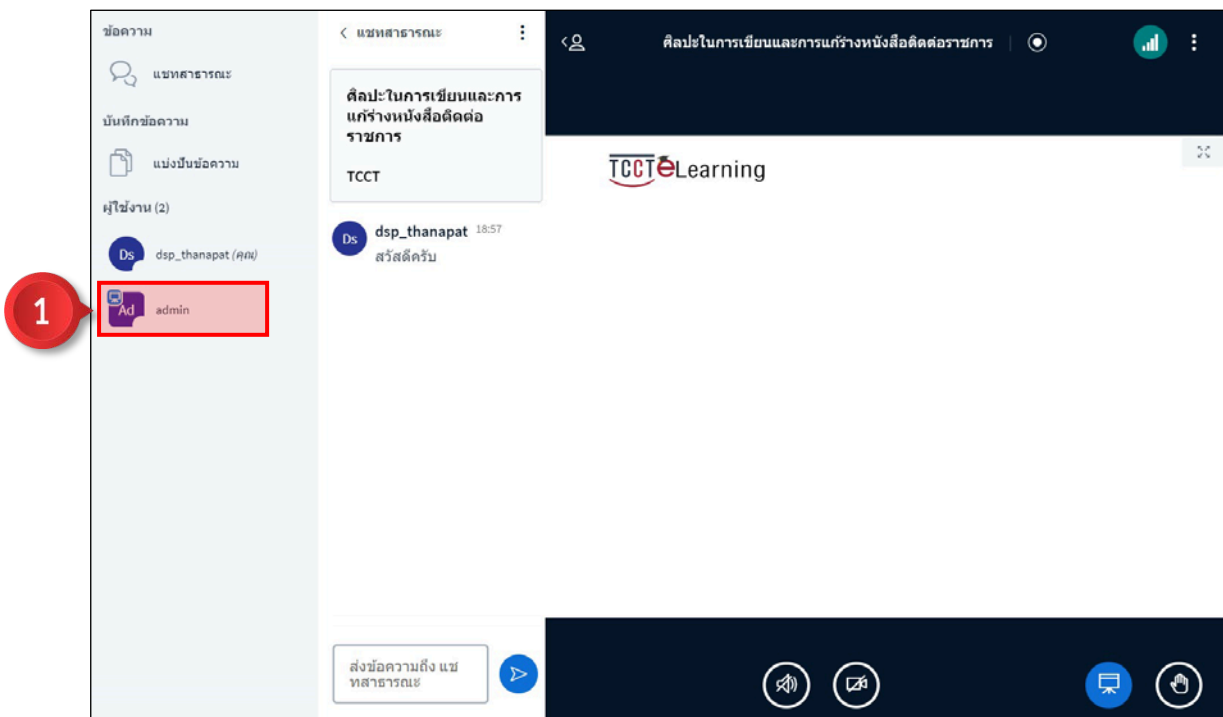 ข้อความ
แชทสาธารณะ
บันทึกข้อความ
แบ่งปันข้อความ
ผู้ใช้งาน (2)
Ds dsp_thanapat (คุณ)
1
Ad admin
แชทสาธารณะ
ศิลปะในการเขียนและการ
แก้ร่างหนังสือติดต่อ
ราชการ
TCCT
Ds dsp_thanapat 18:57
สวัสดีครับ
ส่งข้อความถึง แช
ทสาธารณะ
ศิลปะในการเขียนและการแก้ร่างหนังสือติดต่อราชการ
TCCT eLearning